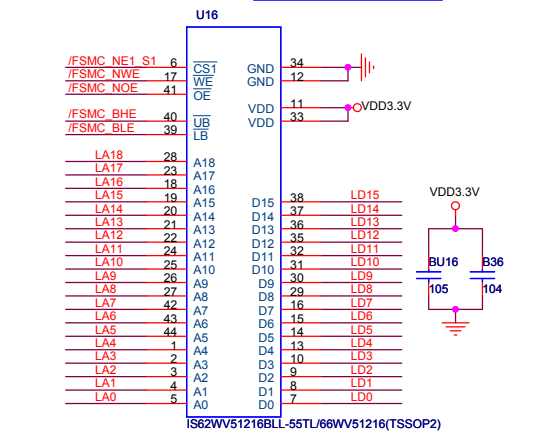 U16
/FSMC_NE1_S1 6 CS1 GND 34
/FSMC_NWE 17 WE GND 12
/FSMC_NOE 41 OE
VDD 11 VDD3.3V
/FSMC_BHE 40 UB VDD 33
/FSMC_BLE 39 LB
LA18 28 A18
LA17 23 A17
LA16 18 A16
LA15 19 A15 D15 38 LD15
LA14 20 A14 D14 37 LD14
LA13 21 A13 D13 36 LD13
LA12 22 A12 D12 35 LD12
LA11 24 A11 D11 32 LD11
LA10 25 A10 D10 31 LD10
LA9 26 A9 D9 30 LD9
LA8 27 A8 D8 29 LD8
LA7 42 A7 D7 16 LD7
LA6 43 A6 D6 15 LD6
LA5 44 A5 D5 14 LD5
LA4 1 A4 D4 13 LD4
LA3 2 A3 D3 10 LD3
LA2 3 A2 D2 9 LD2
LA1 4 A1 D1 8 LD1
LA0 5 A0 D0 7 LD0
IS62WV51216BLL-55TL/66WV51216(TSSOP2)
VDD3.3V
BU16 B36
105 104